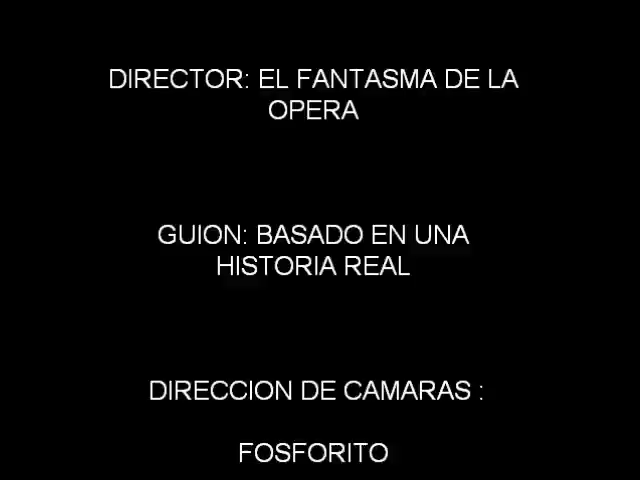 DIRECTOR: EL FANTASMA DE LA
OPERA
GUION: BASADO EN UNA
HISTORIA REAL
DIRECCION DE CAMARAS :
FOSFORITO